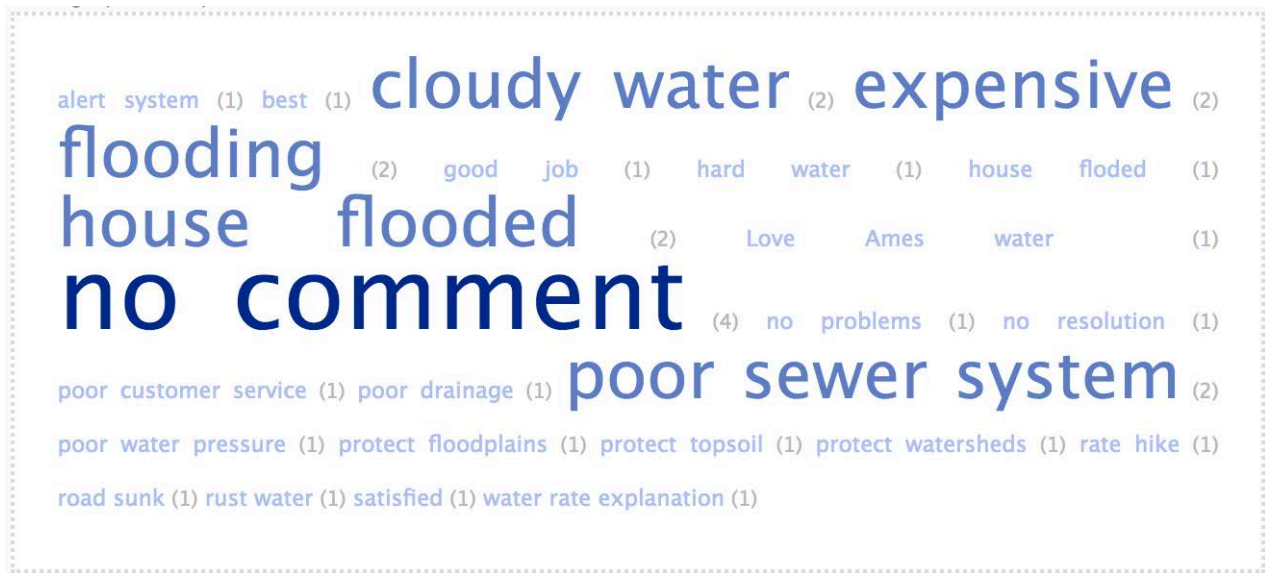 alert system (1) best (1) cloudy water (2) expensive (2)
flooding (2) good job (1) hard water (1) house floded (1)
house flooded (2) Love Ames water (1)
no comment (4) no problems (1) no resolution (1)
poor customer service (1) poor drainage (1) poor sewer system (2)
poor water pressure (1) protect floodplains (1) protect topsoil (1) protect watersheds (1) rate hike (1)
road sunk (1) rust water (1) satisfied (1) water rate explanation (1)